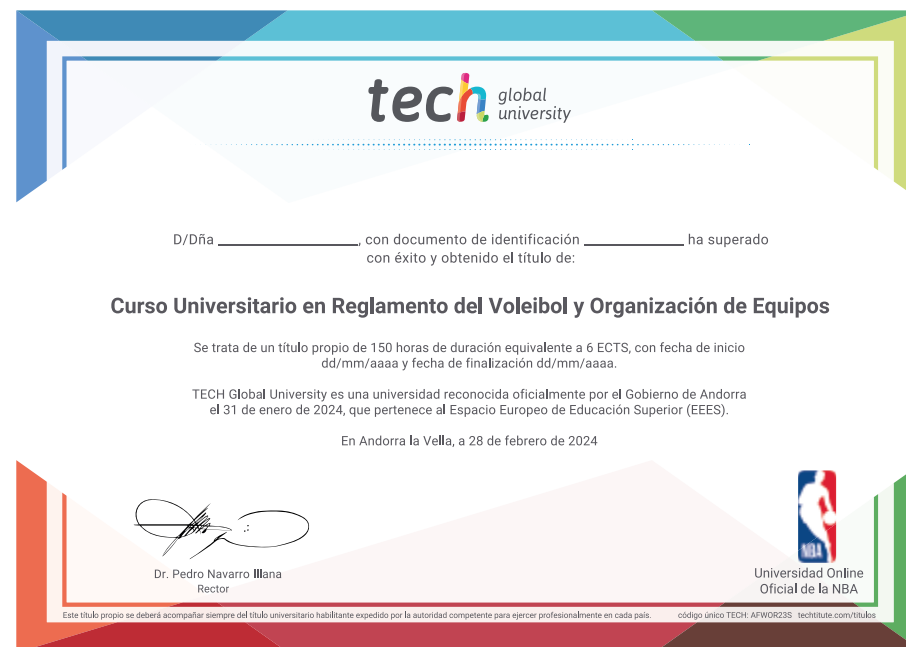 tech global university
D/Dña ____________________, con documento de identificación ______________ ha superado
con éxito y obtenido el título de:
Curso Universitario en Reglamento del Voleibol y Organización de Equipos
Se trata de un título propio de 150 horas de duración equivalente a 6 ECTS, con fecha de inicio
dd/mm/aaaa y fecha de finalización dd/mm/aaaa.
TECH Global University es una universidad reconocida oficialmente por el Gobierno de Andorra
el 31 de enero de 2024, que pertenece al Espacio Europeo de Educación Superior (EEES).
En Andorra la Vella, a 28 de febrero de 2024
NBA
Dr. Pedro Navarro Illana
Rector
Universidad Online
Oficial de la NBA
Este título propio se deberá acompañar siempre del título universitario habilitante expedido por la autoridad competente para ejercer profesionalmente en cada país.
código único TECH: AFWOR23S techtitute.com/titulos